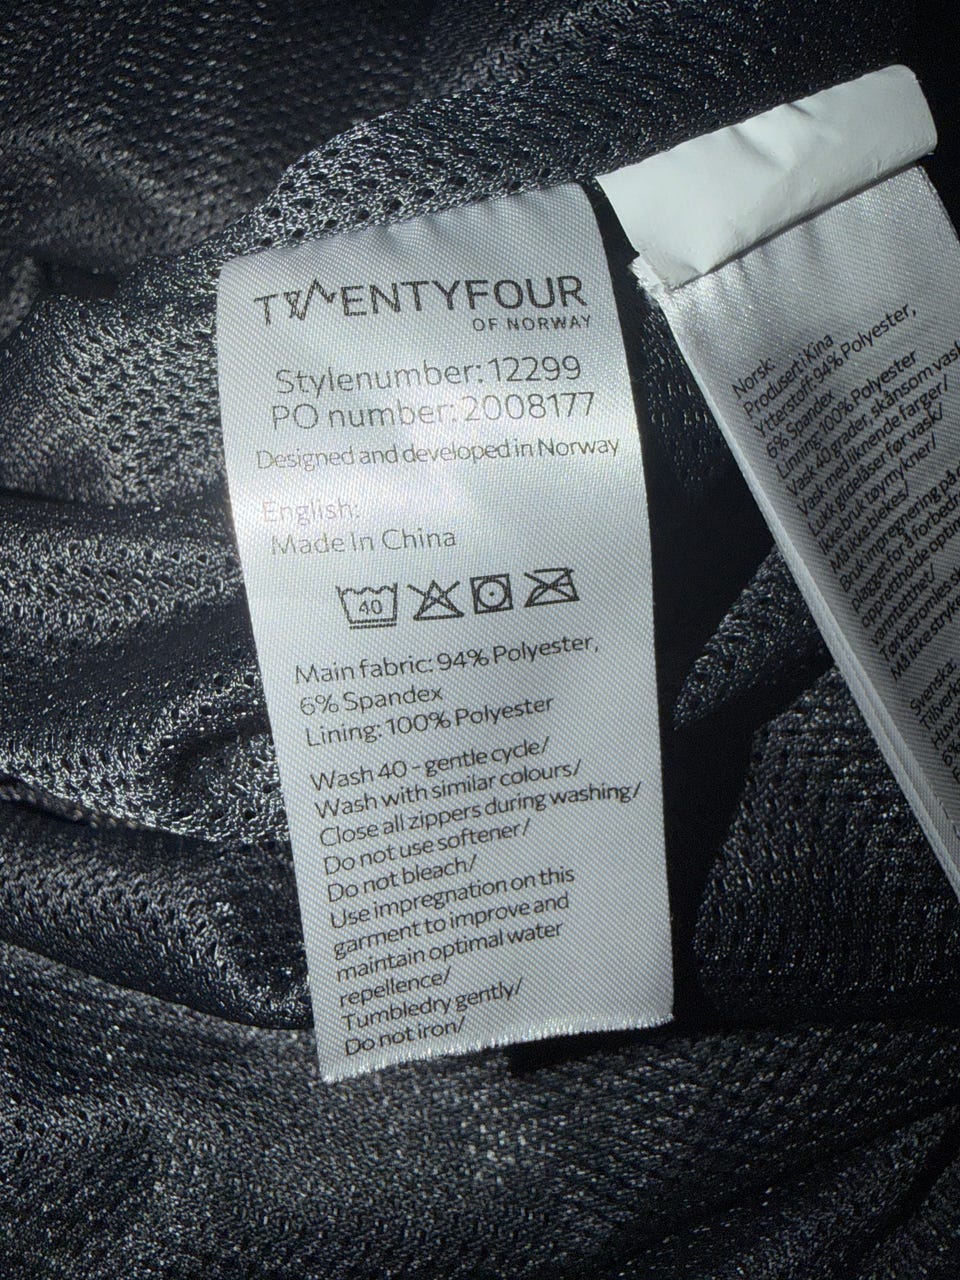 TWENTYFOUR
OF NORWAY
Stylenumber: 12299
PO number: 2008177
Designed and developed in Norway
English:
Made In China
40
Main fabric: 94% Polyester,
6% Spandex
Lining: 100% Polyester
Wash 40 - gentle cycle/
Wash with similar colours/
Close all zippers during washing/
Do not use softener/
Do not bleach/
Use impregnation on this
garment to improve and
maintain optimal water
repellence/
Tumbledry gently/
Do not iron/
Norsk:
Produsert: Kina
Ytterstoff: 94% Polyester,
6% Spandex
Linning: 100% Polyester
Vask 40 grader, skånsom vask
Vask med liknende farger/
Lukk glidelåser før vask/
Ikke bruk tøymykner/
Må ikke blekes/
Bruk impregnering på
plagget for å
opprettholde
vanntetthet/
Må ikke
Svenska: